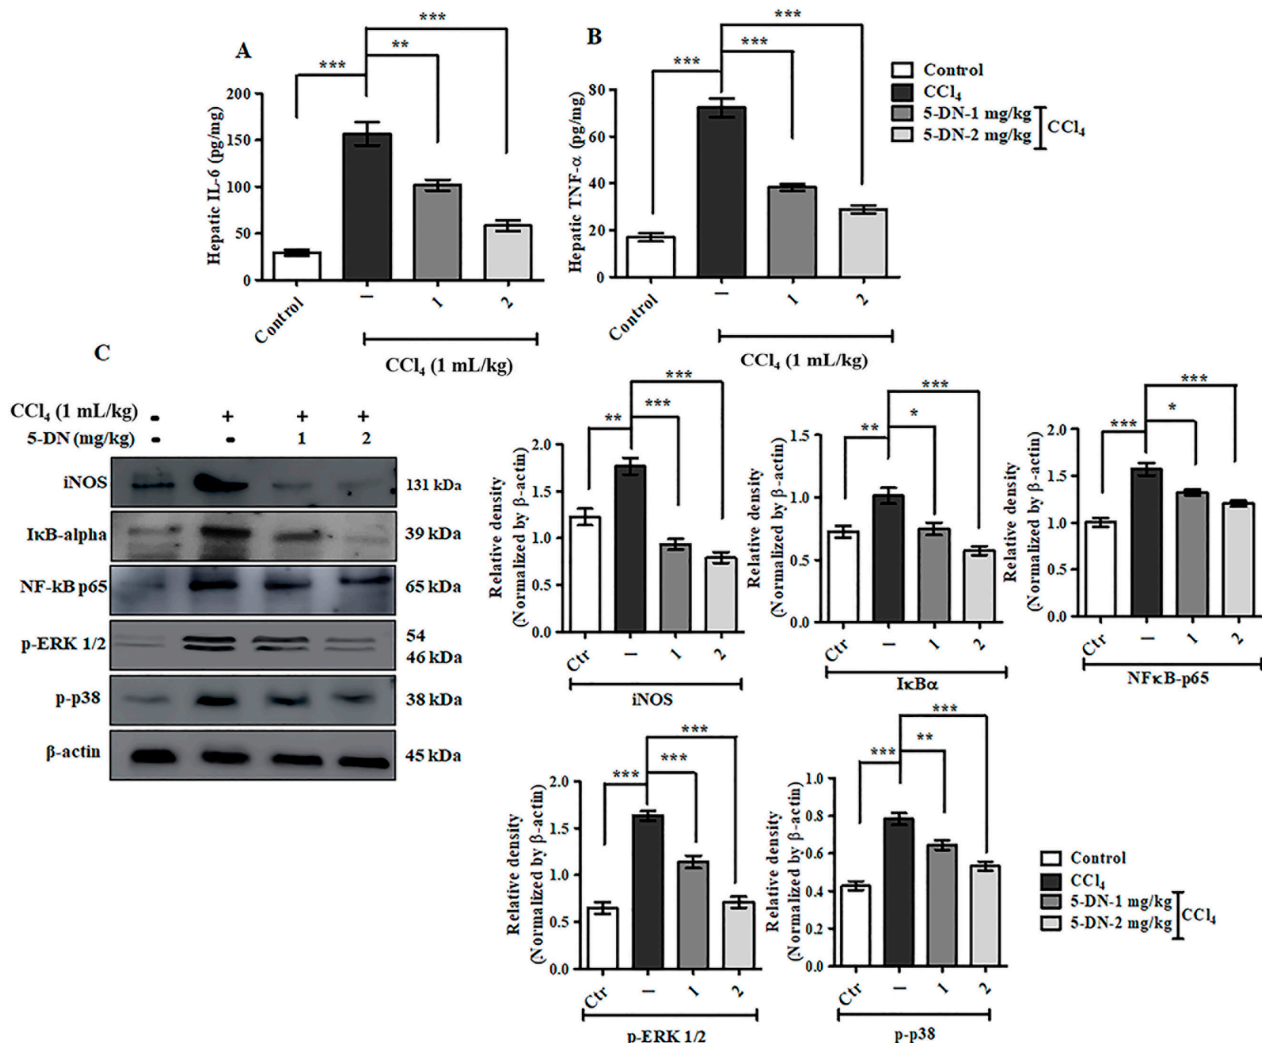 A
***
**
***
Hepatic IL-6 (pg/mg)
200
150
100
50
0
Control
–
1
2
CCl₄ (1 mL/kg)
B
***
***
***
Hepatic TNF-α (pg/mg)
80
60
40
20
0
Control
–
1
2
CCl₄ (1 mL/kg)
Control
CCl₄
5-DN-1 mg/kg
5-DN-2 mg/kg
CCl₄
C
CCl₄ (1 mL/kg) - + + +
5-DN (mg/kg) - - 1 2
iNOS 131 kDa
IκB-alpha 39 kDa
NF-kB p65 65 kDa
p-ERK 1/2 54
46 kDa
p-p38 38 kDa
β-actin 45 kDa
***
***
**
Relative density
(Normalized by β-actin)
2.0
1.5
1.0
0.5
0.0
Ctr
–
1
2
iNOS
***
*
**
Relative density
(Normalized by β-actin)
1.5
1.0
0.5
0.0
Ctr
–
1
2
IκBα
***
*
***
Relative density
(Normalized by β-actin)
2.0
1.5
1.0
0.5
0.0
Ctr
–
1
2
NFκB-p65
***
***
***
Relative density
(Normalized by β-actin)
2.0
1.5
1.0
0.5
0.0
Ctr
–
1
2
p-ERK 1/2
***
**
***
Relative density
(Normalized by β-actin)
1.0
0.8
0.6
0.4
0.2
0.0
Ctr
–
1
2
p-p38
Control
CCl₄
5-DN-1 mg/kg
5-DN-2 mg/kg
CCl₄